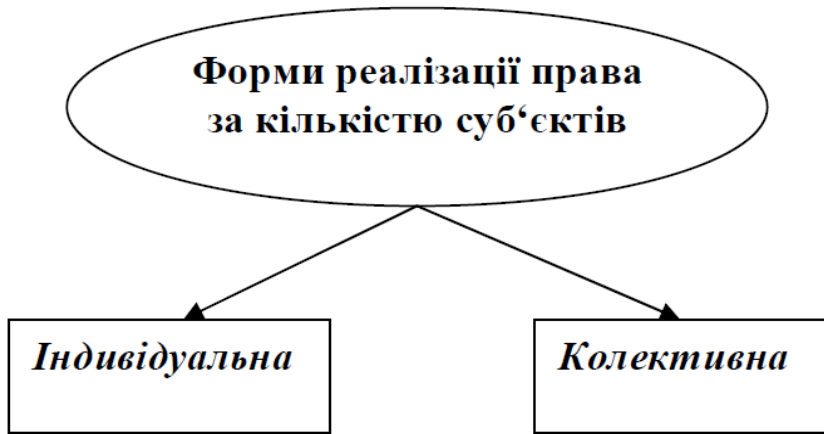 Форми реалізації права
за кількістю суб‘єктів
Індивідуальна
Колективна